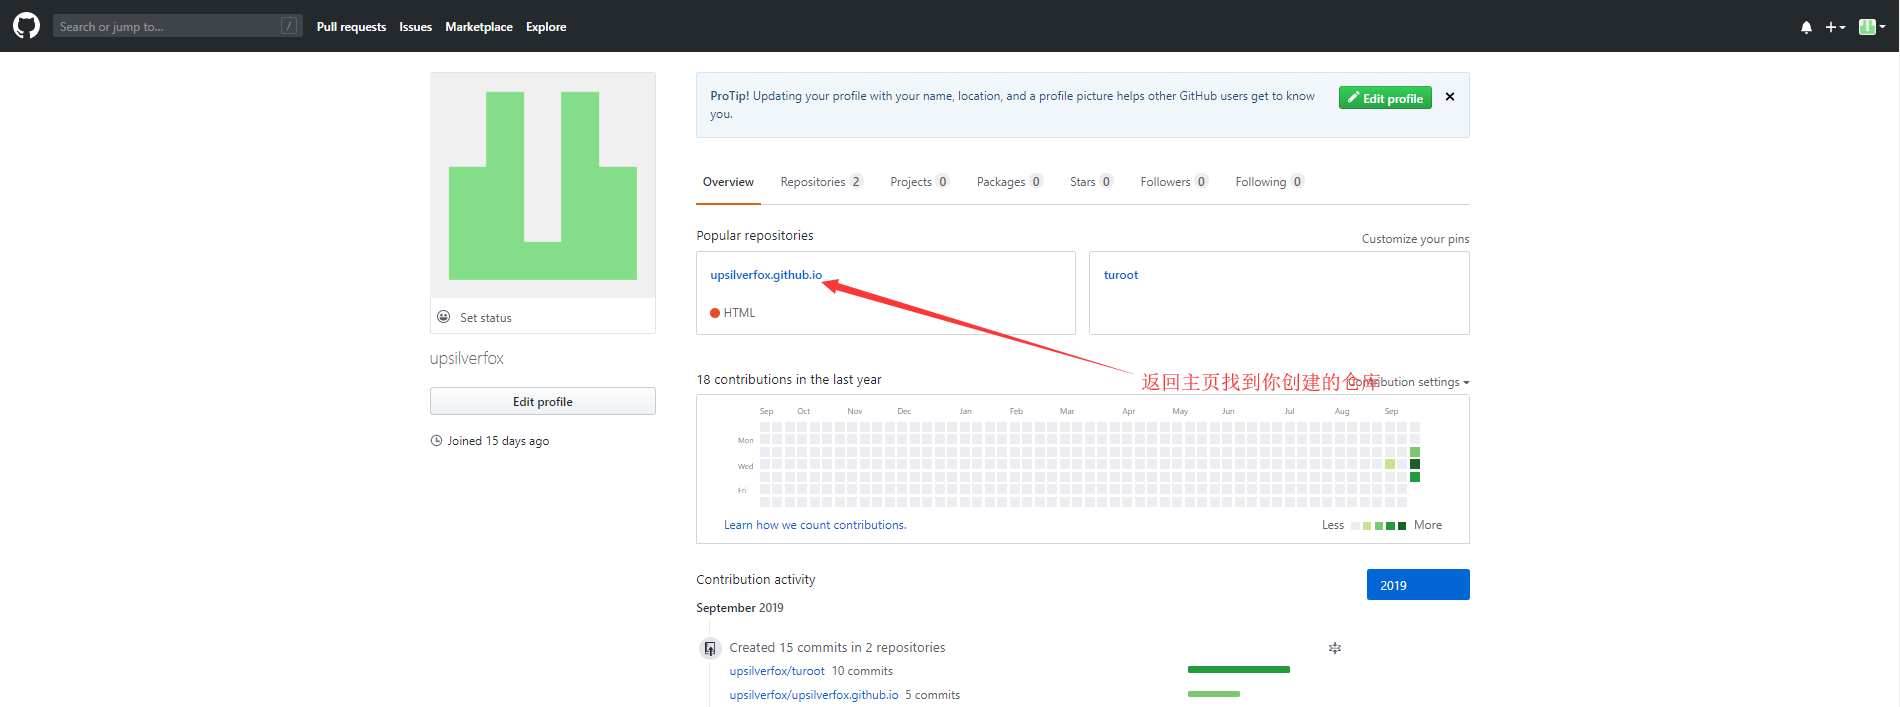 Search or jump to... /
Pull requests Issues Marketplace Explore
ProTip! Updating your profile with your name, location, and a profile picture helps other GitHub users get to know
you.
Edit profile
Overview Repositories 2 Projects 0 Packages 0 Stars 0 Followers 0 Following 0
Set status
upsilverfox
Edit profile
Joined 15 days ago
Popular repositories
Customize your pins
upsilverfox.github.io
HTML
turoot
18 contributions in the last year
返回主页找到你创建的仓库
Contribution settings
Sep Oct Nov Dec Jan Feb Mar Apr May Jun Jul Aug Sep
Mon
Wed
Fri
Learn how we count contributions.
Less More
Contribution activity
2019
September 2019
Created 15 commits in 2 repositories
upsilverfox/turoot 10 commits
upsilverfox/upsilverfox.github.io 5 commits